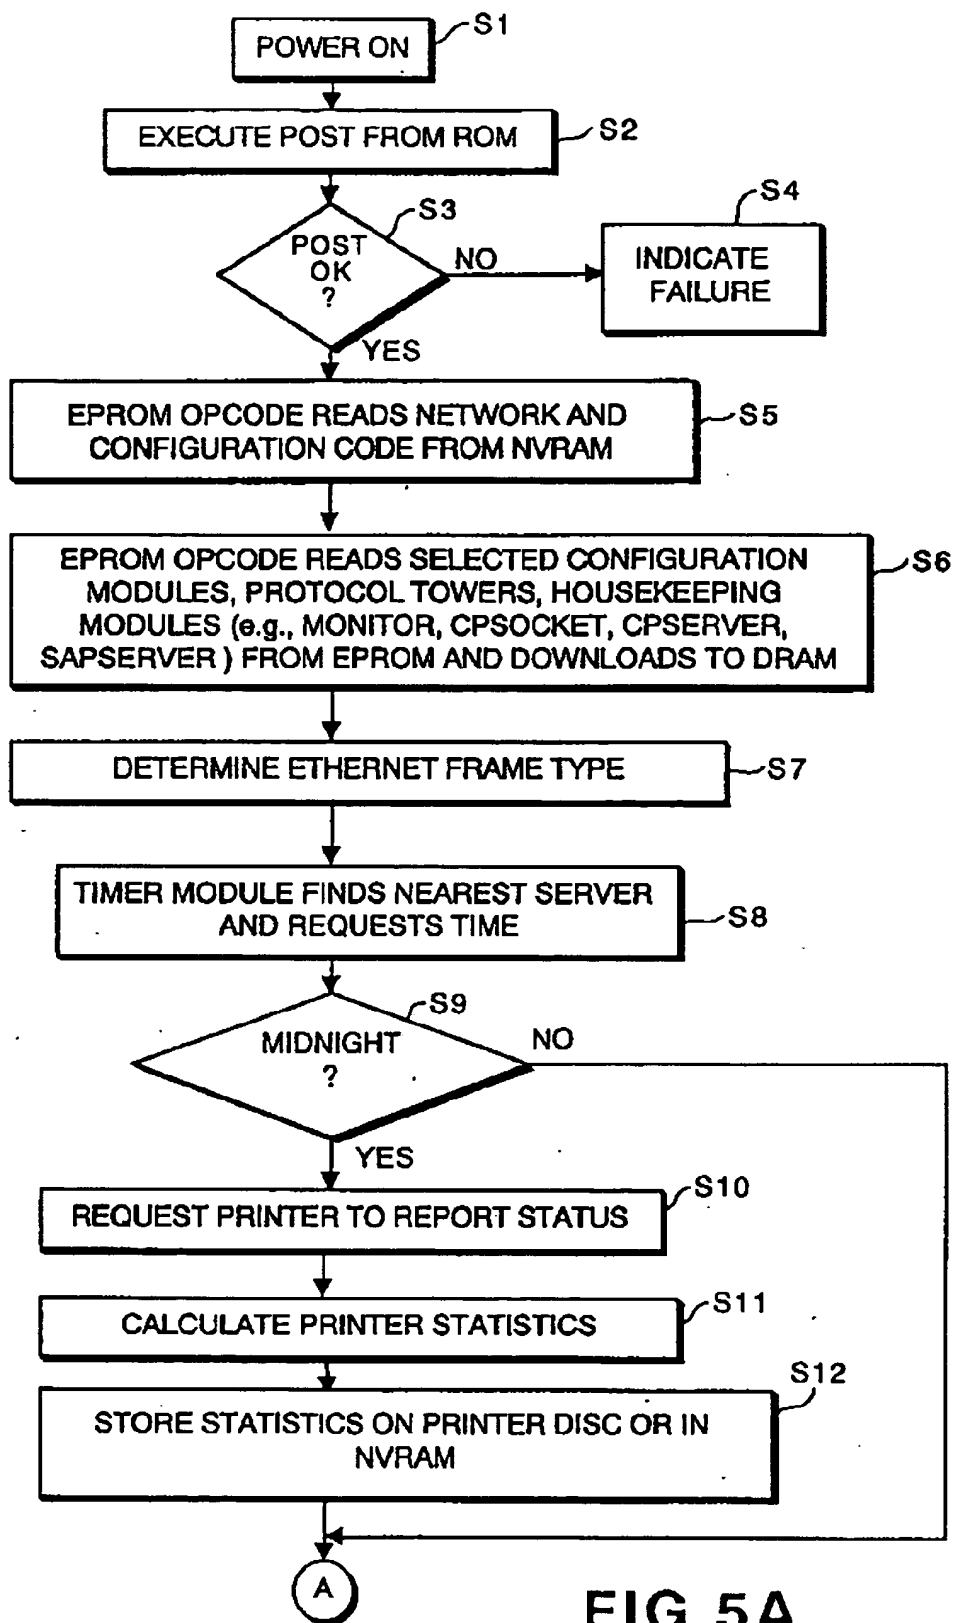 POWER ON
S1
EXECUTE POST FROM ROM
S2
S3
POST
OK
?
NO
S4
INDICATE
FAILURE
YES
EPROM OPCODE READS NETWORK AND
CONFIGURATION CODE FROM NVRAM
S5
EPROM OPCODE READS SELECTED CONFIGURATION
MODULES, PROTOCOL TOWERS, HOUSEKEEPING
MODULES (e.g., MONITOR, CPSOCKET, CPSERVER,
SAPSERVER ) FROM EPROM AND DOWNLOADS TO DRAM
S6
DETERMINE ETHERNET FRAME TYPE
S7
TIMER MODULE FINDS NEAREST SERVER
AND REQUESTS TIME
S8
S9
MIDNIGHT
?
NO
YES
REQUEST PRINTER TO REPORT STATUS
S10
CALCULATE PRINTER STATISTICS
S11
S12
STORE STATISTICS ON PRINTER DISC OR IN
NVRAM
A
FIG. 5A